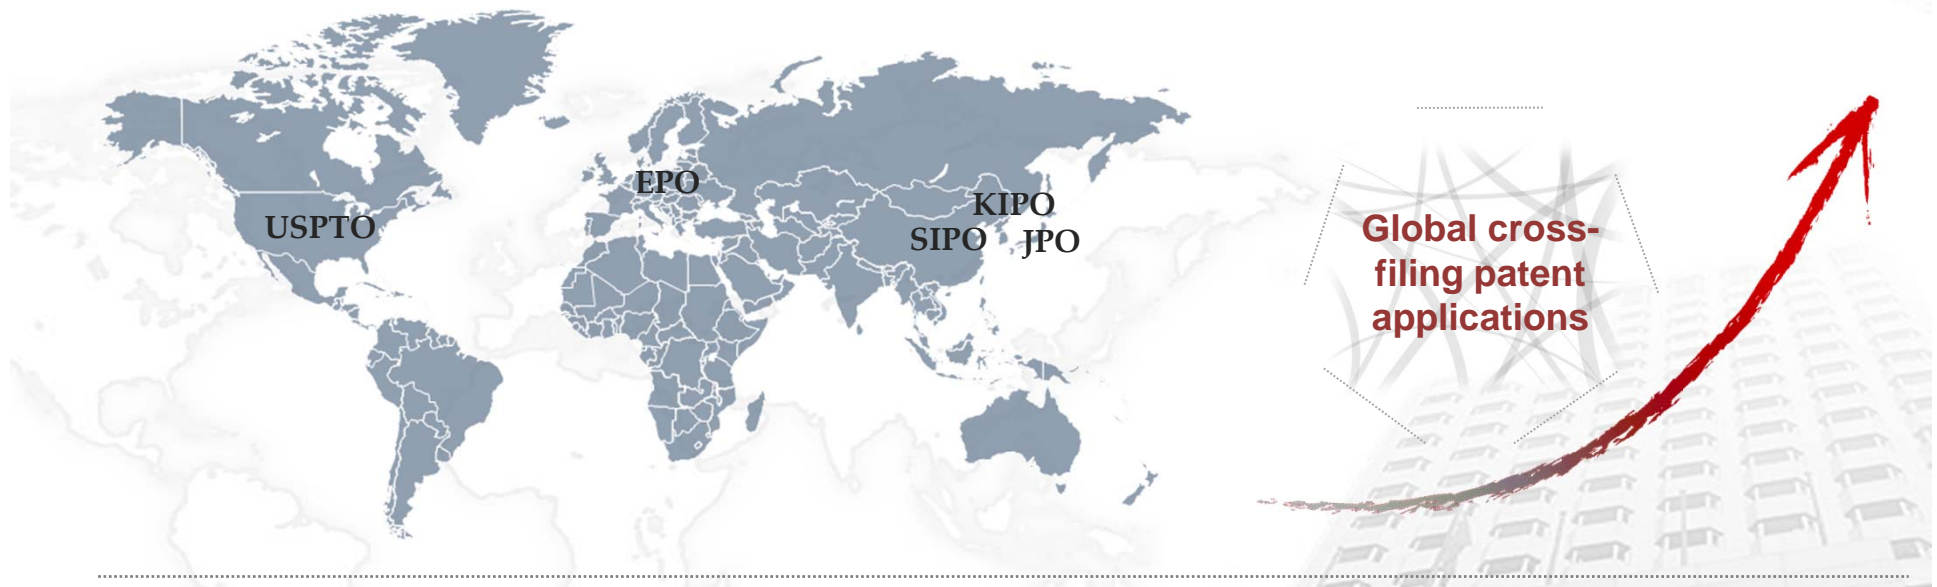 EPO
USPTO
KIPO
SIPO
JPO
Global cross-
filing patent
applications